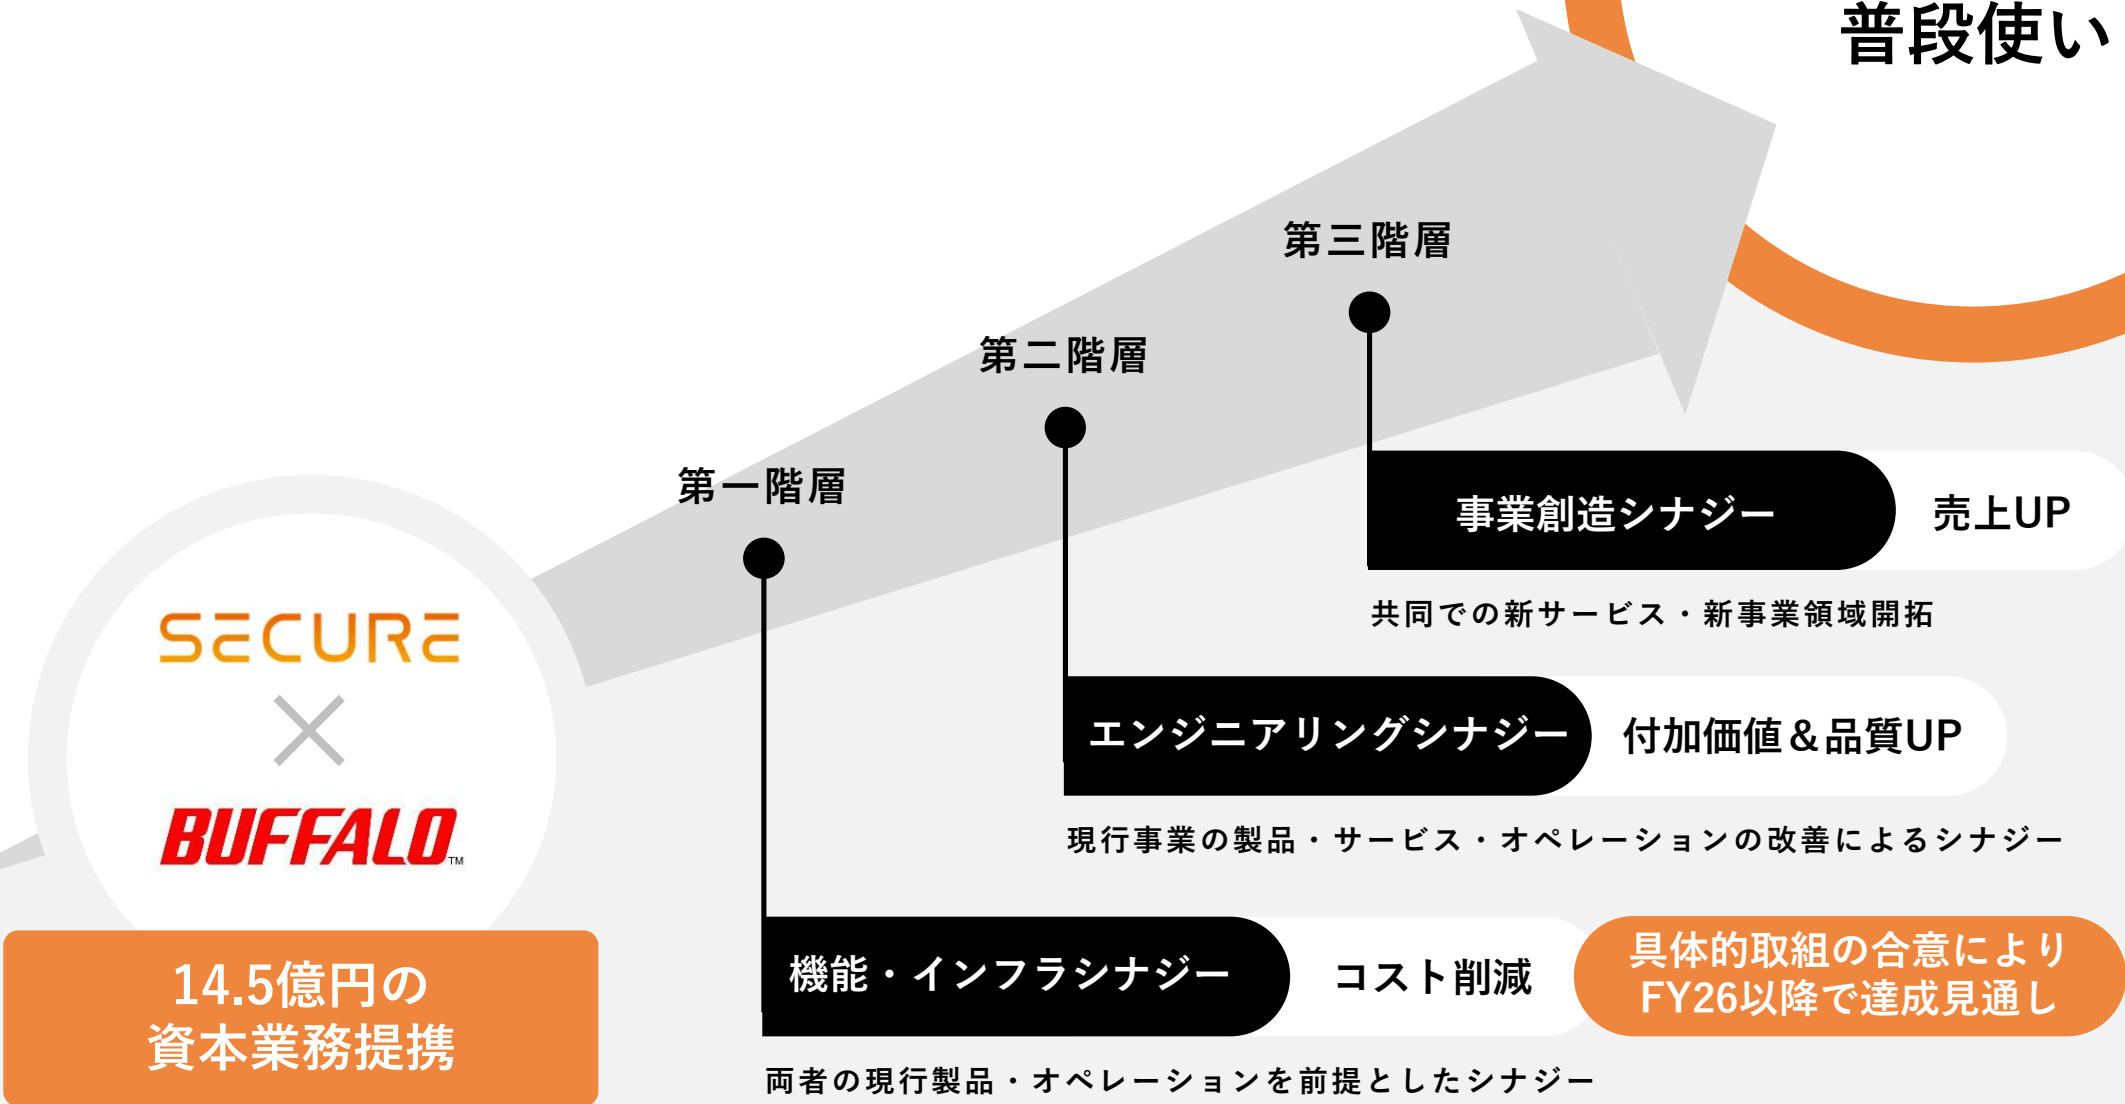 普段使い
第三階層
第二階層
第一階層
事業創造シナジー 売上UP
共同での新サービス・新事業領域開拓
SECURE
×
BUFFALO™
エンジニアリングシナジー 付加価値＆品質UP
現行事業の製品・サービス・オペレーションの改善によるシナジー
14.5億円の
資本業務提携
機能・インフラシナジー コスト削減
具体的取組の合意により
FY26以降で達成見通し
両者の現行製品・オペレーションを前提としたシナジー